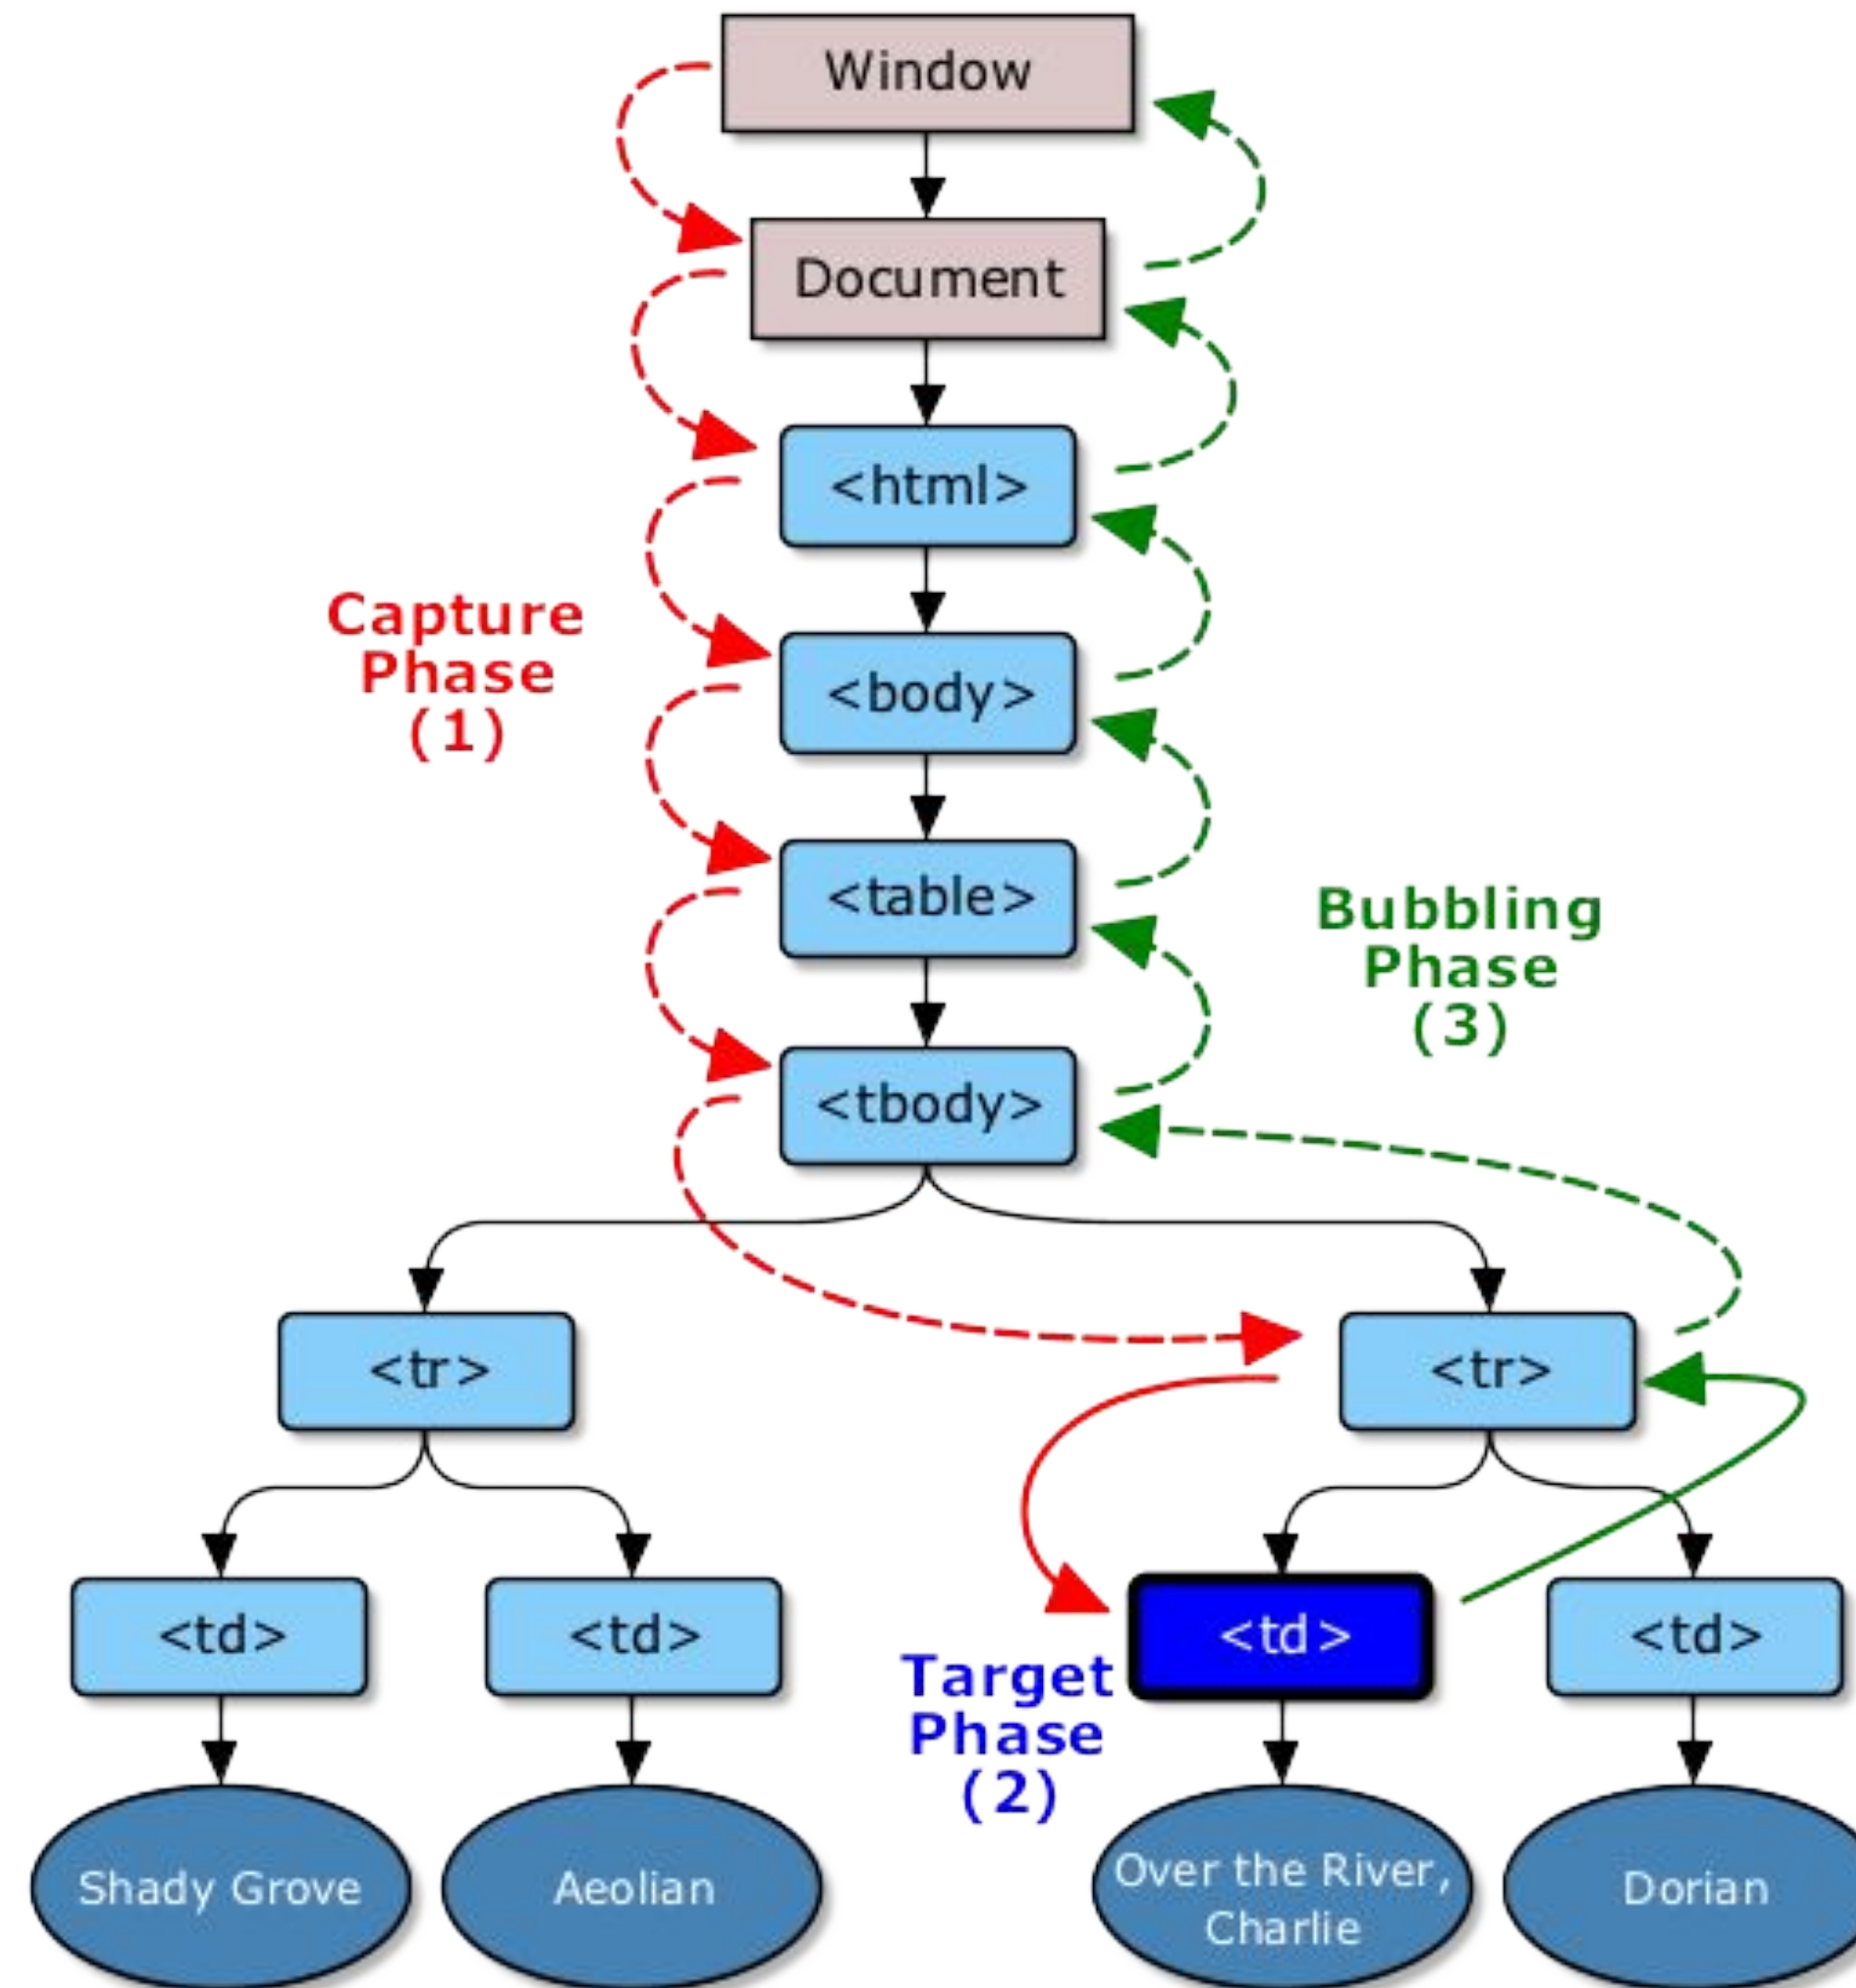 Window
Document
<html>
Capture
Phase
(1)
<body>
<table>
Bubbling
Phase
(3)
<tbody>
<tr>
<tr>
<td>
<td>
<td>
<td>
Target
Phase
(2)
Shady Grove
Aeolian
Over the River,
Charlie
Dorian